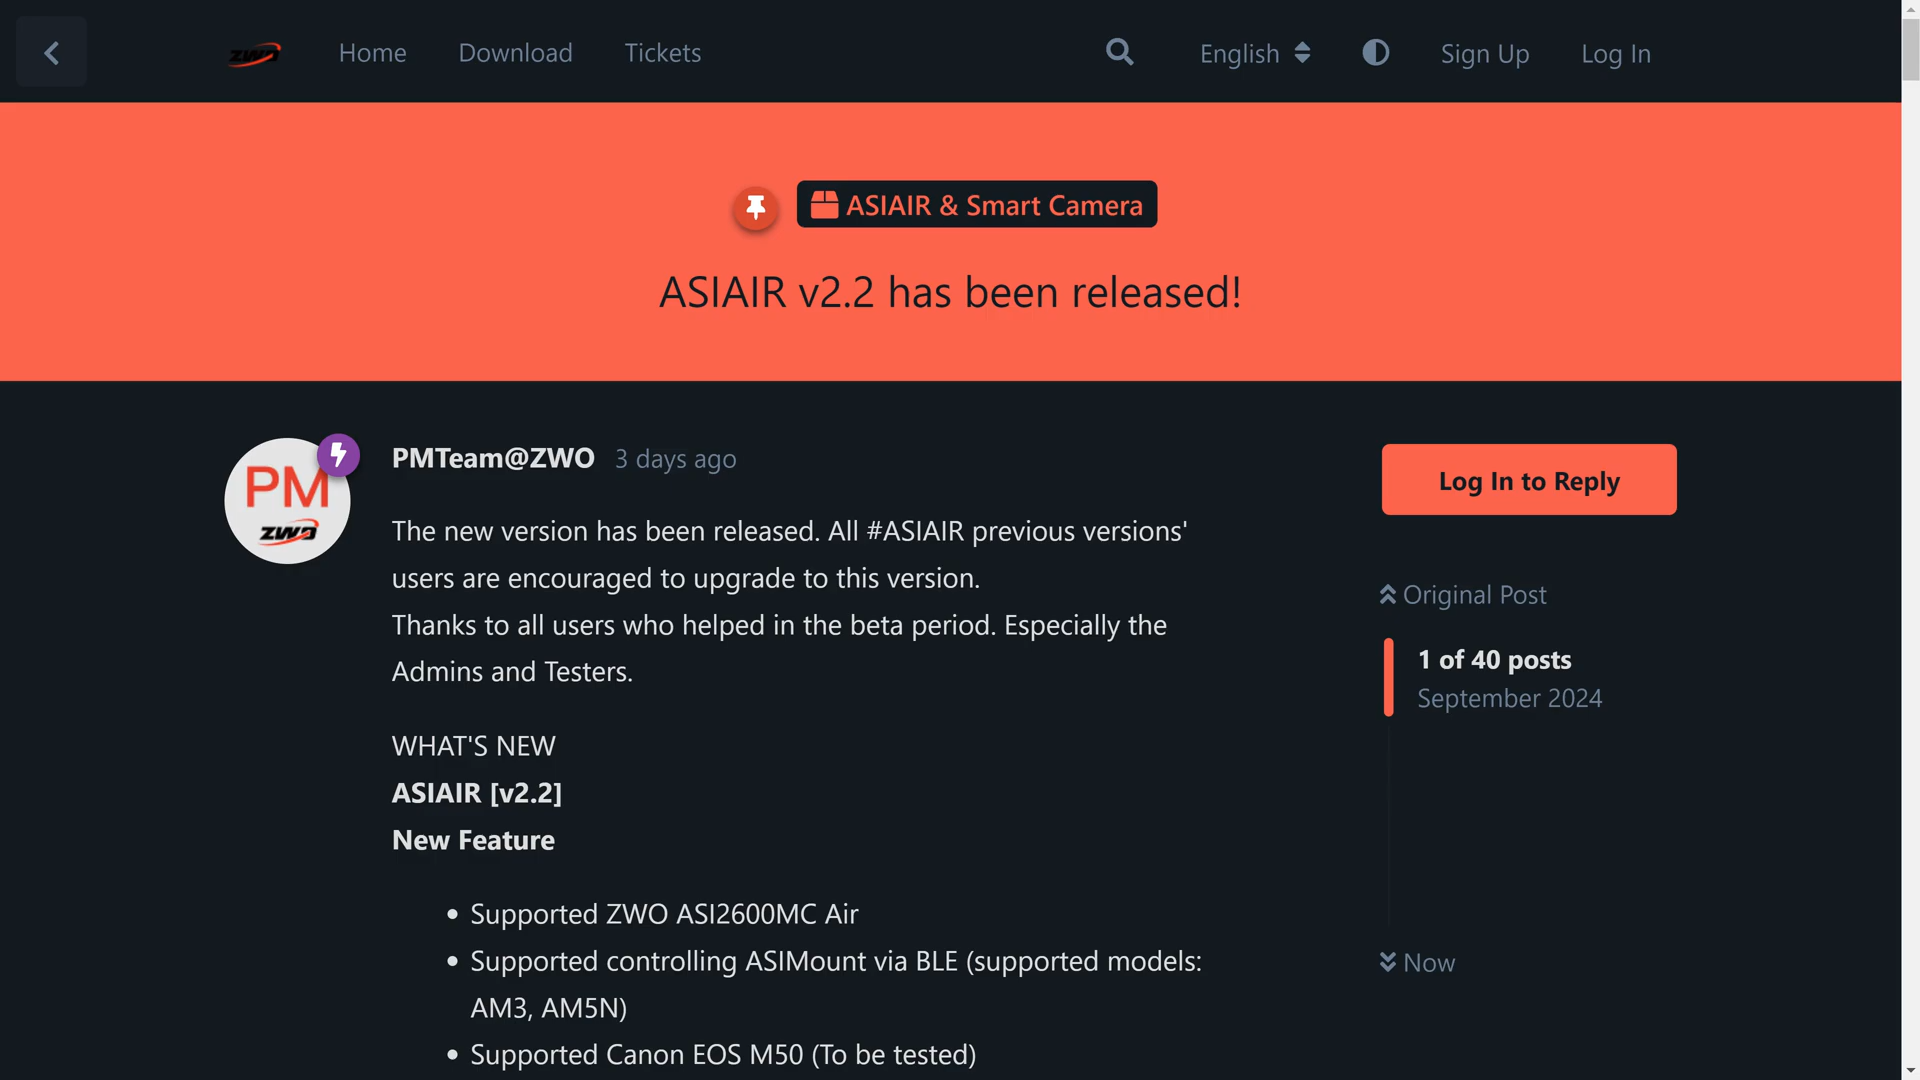 ZWO Home Download Tickets English Sign Up Log In
ASIAIR & Smart Camera
ASIAIR v2.2 has been released!
PM
ZWO
PMTeam@ZWO 3 days ago
The new version has been released. All #ASIAIR previous versions'
users are encouraged to upgrade to this version.
Thanks to all users who helped in the beta period. Especially the
Admins and Testers.
WHAT'S NEW
ASIAIR [v2.2]
New Feature
• Supported ZWO ASI2600MC Air
• Supported controlling ASIMount via BLE (supported models:
AM3, AM5N)
• Supported Canon EOS M50 (To be tested)
Log In to Reply
Original Post
1 of 40 posts
September 2024
Now